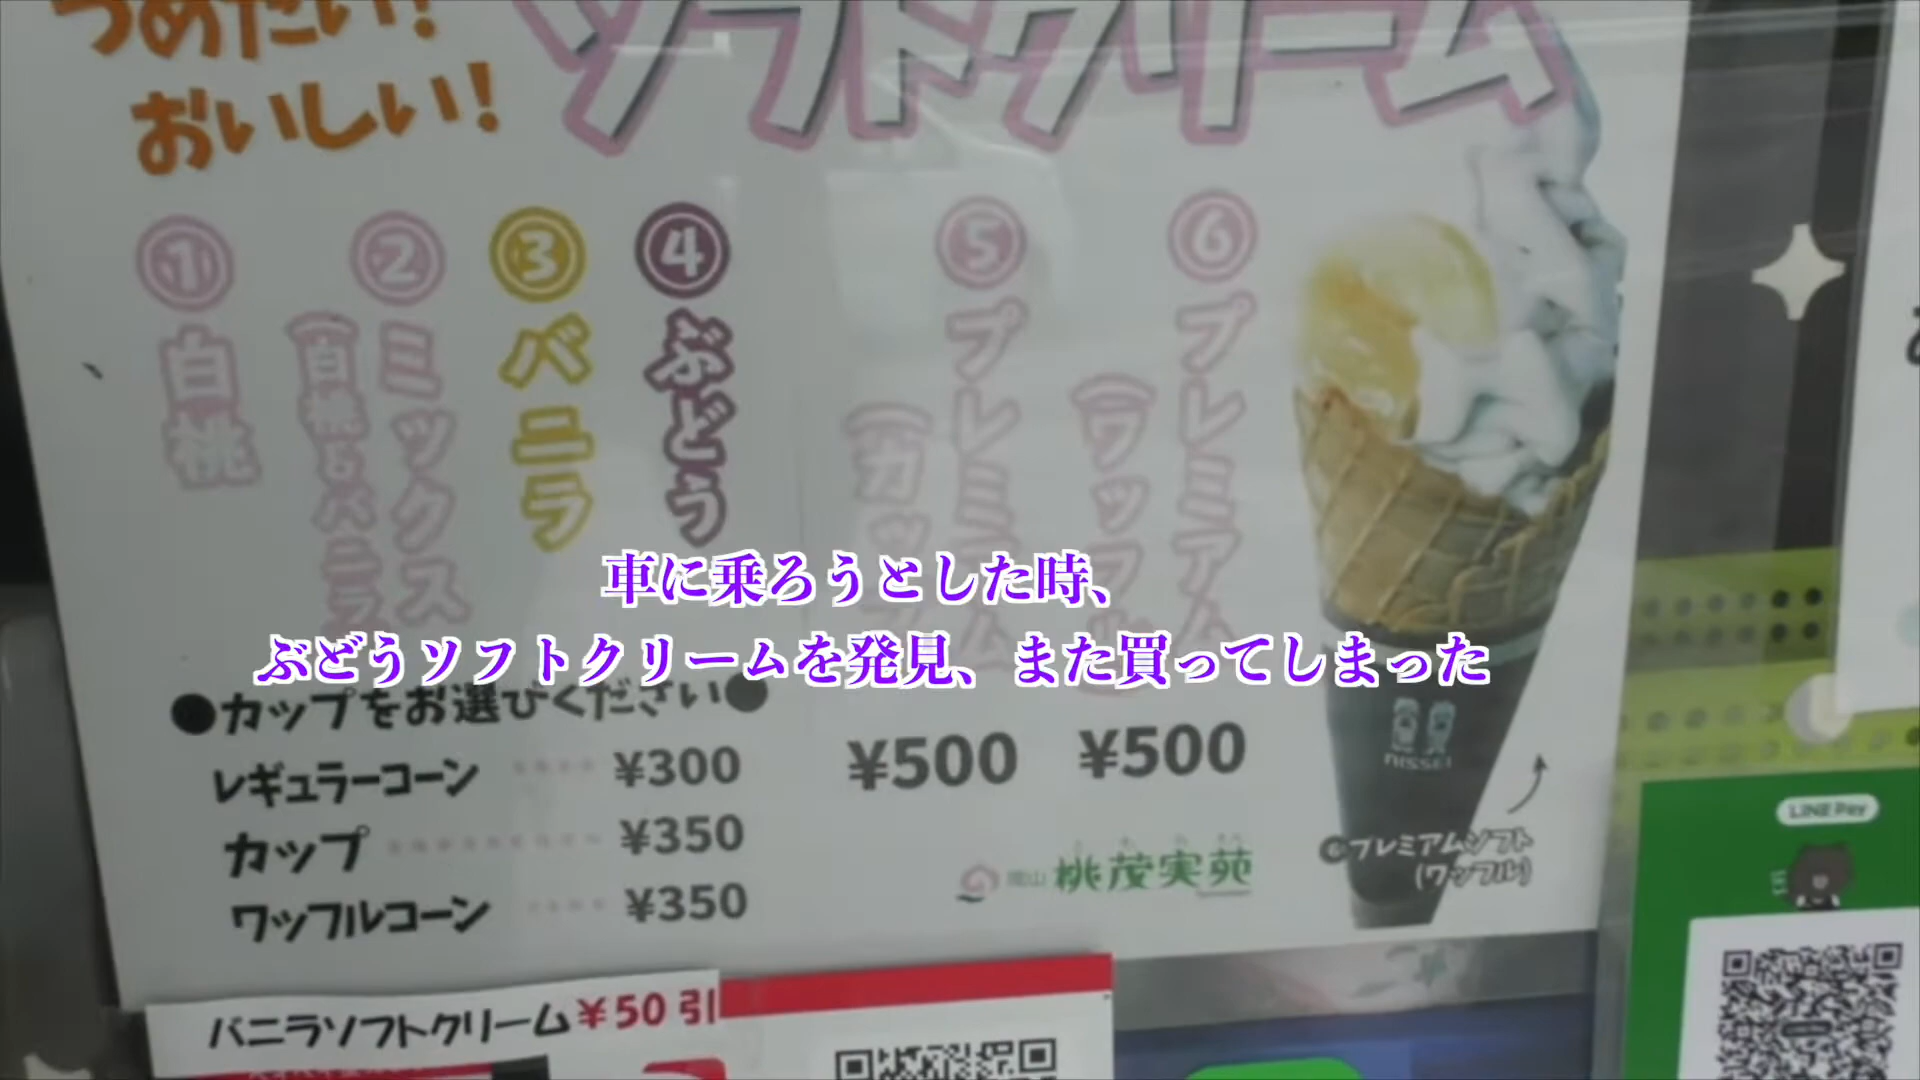 つめたい!
おいしい!
ソフトクリーム
① 白桃
② ミックス
(白桃&バニラ
③ バニラ
④ ぶどう
⑤ プレミアム
(カップ
⑥ プレミアム
(ワッフル)
車に乗ろうとした時、
ぶどうソフトクリームを発見、また買ってしまった
●カップをお選びください●
レギュラーコーン ¥300
カップ ¥350
ワッフルコーン ¥350
¥500
¥500
岡山 桃茂実苑
NISSEI
⑥プレミアムソフト
(ワッフル)
バニラソフトクリーム¥50引
LINE Pay